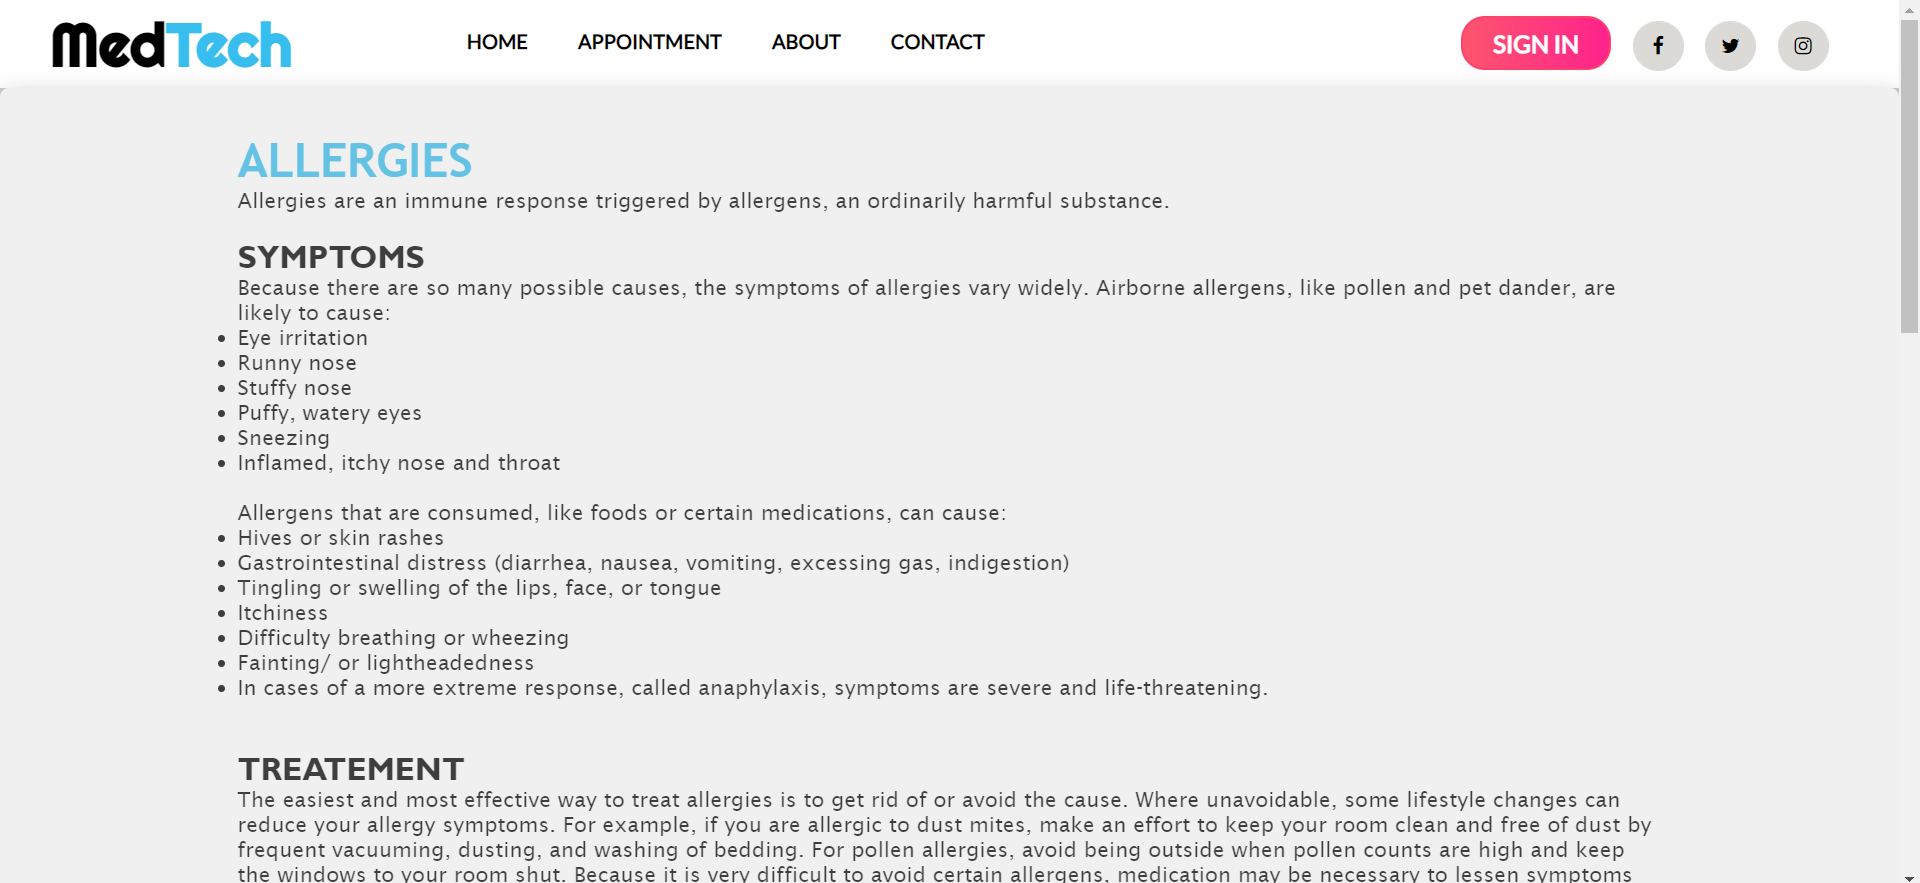 MedTech
HOME APPOINTMENT ABOUT CONTACT
SIGN IN
ALLERGIES
Allergies are an immune response triggered by allergens, an ordinarily harmful substance.
SYMPTOMS
Because there are so many possible causes, the symptoms of allergies vary widely. Airborne allergens, like pollen and pet dander, are
likely to cause:
• Eye irritation
• Runny nose
• Stuffy nose
• Puffy, watery eyes
• Sneezing
• Inflamed, itchy nose and throat
Allergens that are consumed, like foods or certain medications, can cause:
• Hives or skin rashes
• Gastrointestinal distress (diarrhea, nausea, vomiting, excessing gas, indigestion)
• Tingling or swelling of the lips, face, or tongue
• Itchiness
• Difficulty breathing or wheezing
• Fainting/ or lightheadedness
• In cases of a more extreme response, called anaphylaxis, symptoms are severe and life-threatening.
TREATEMENT
The easiest and most effective way to treat allergies is to get rid of or avoid the cause. Where unavoidable, some lifestyle changes can
reduce your allergy symptoms. For example, if you are allergic to dust mites, make an effort to keep your room clean and free of dust by
frequent vacuuming, dusting, and washing of bedding. For pollen allergies, avoid being outside when pollen counts are high and keep
the windows to your room shut. Because it is very difficult to avoid certain allergens, medication may be necessary to lessen symptoms